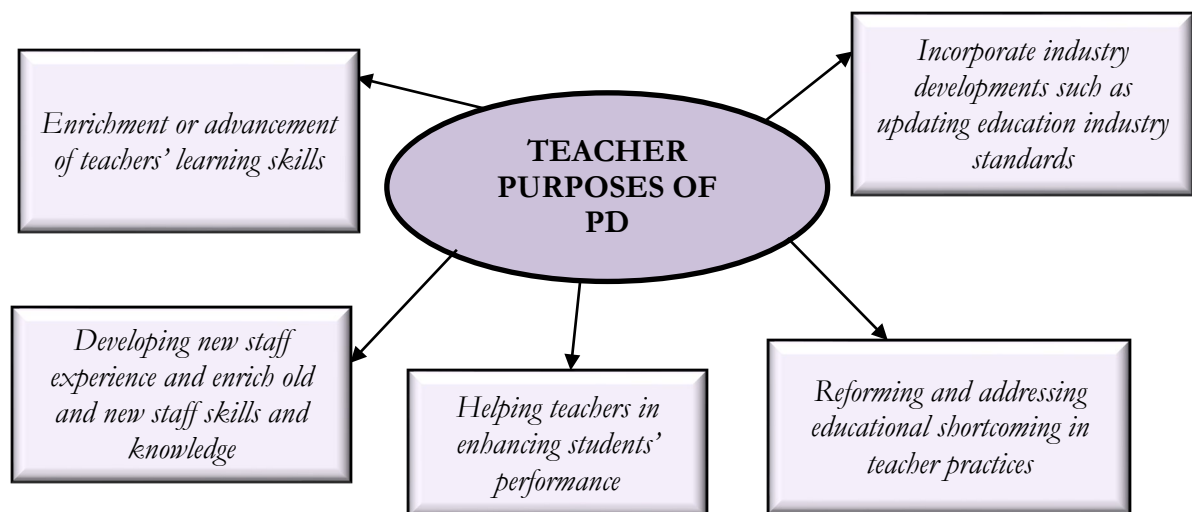 TEACHER
PURPOSES OF
PD
Enrichment or advancement
of teachers’ learning skills
Incorporate industry
developments such as
updating education industry
standards
Developing new staff
experience and enrich old
and new staff skills and
knowledge
Helping teachers in
enhancing students’
performance
Reforming and addressing
educational shortcoming in
teacher practices